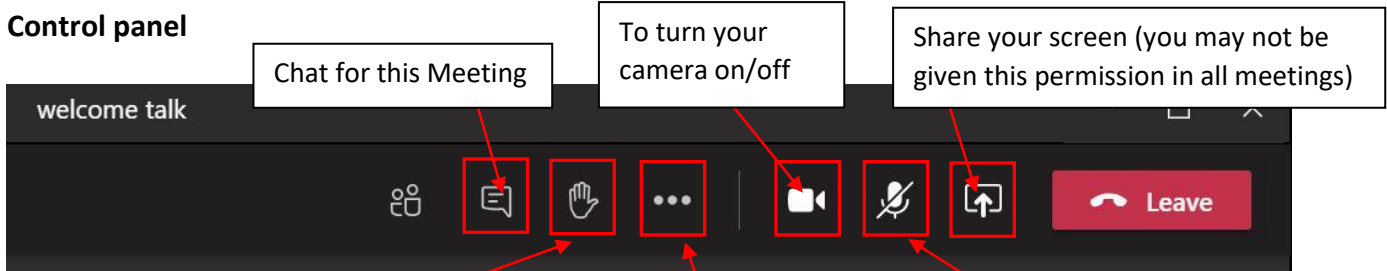 Control panel
Chat for this Meeting
To turn your
camera on/off
Share your screen (you may not be
given this permission in all meetings)
welcome talk
Leave